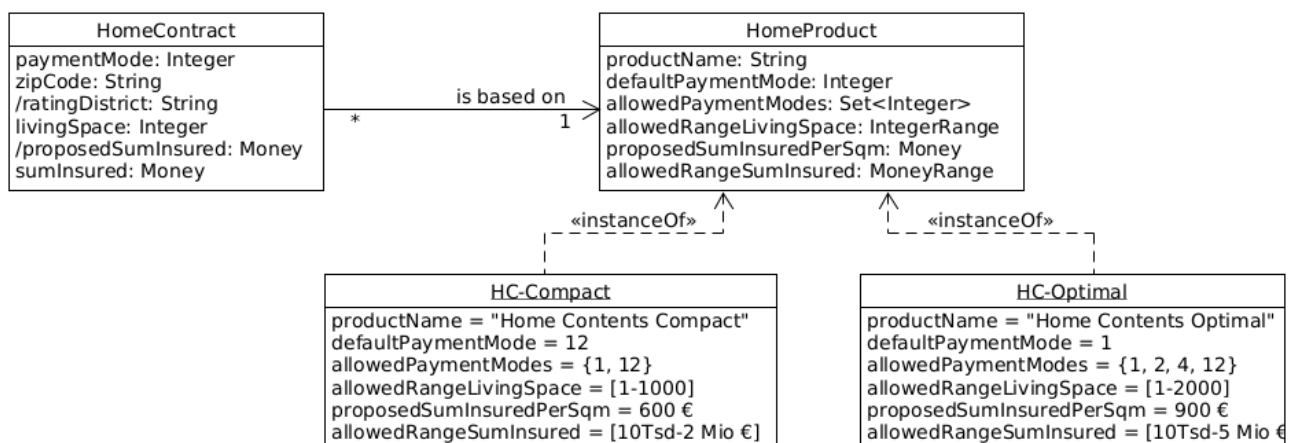 HomeContract
paymentMode: Integer
zipCode: String
/ratingDistrict: String
livingSpace: Integer
/proposedSumInsured: Money
sumInsured: Money
is based on
*
1
HomeProduct
productName: String
defaultPaymentMode: Integer
allowedPaymentModes: Set<Integer>
allowedRangeLivingSpace: IntegerRange
proposedSumInsuredPerSqm: Money
allowedRangeSumInsured: MoneyRange
«instanceOf»
«instanceOf»
HC-Compact
productName = "Home Contents Compact"
defaultPaymentMode = 12
allowedPaymentModes = {1, 12}
allowedRangeLivingSpace = [1-1000]
proposedSumInsuredPerSqm = 600 €
allowedRangeSumInsured = [10Tsd-2 Mio €]
HC-Optimal
productName = "Home Contents Optimal"
defaultPaymentMode = 1
allowedPaymentModes = {1, 2, 4, 12}
allowedRangeLivingSpace = [1-2000]
proposedSumInsuredPerSqm = 900 €
allowedRangeSumInsured = [10Tsd-5 Mio €